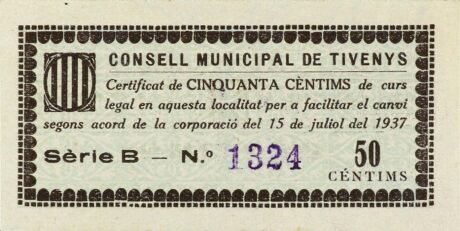 CONSELL MUNICIPAL DE TIVENYS
Certificat de CINQUANTA CÈNTIMS de curs
legal en aquesta localitat per a facilitar el canvi
segons acord de la corporació del 15 de juliol del 1937
Sèrie B – N.º 1324
50
CÉNTIMS